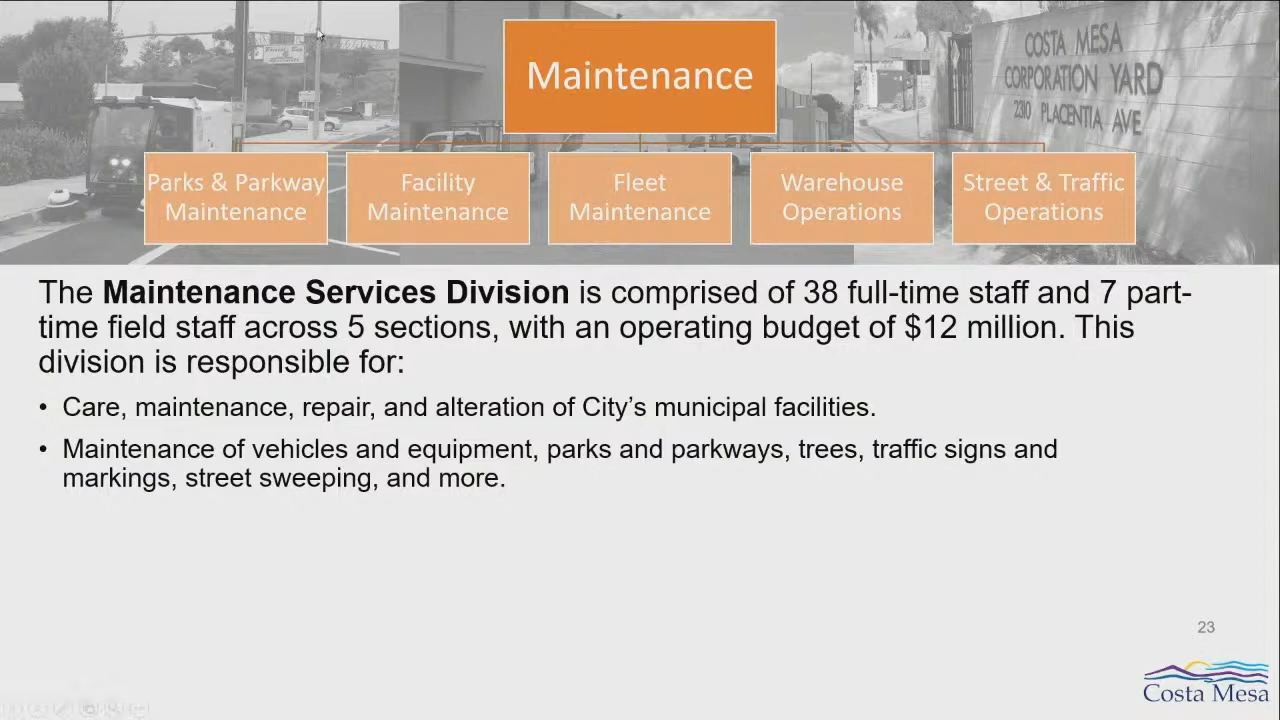 Maintenance
COSTA MESA
CORPORATION YARD
2310 PLACENTIA AVE
Parks & Parkway
Maintenance
Facility
Maintenance
Fleet
Maintenance
Warehouse
Operations
Street & Traffic
Operations
The Maintenance Services Division is comprised of 38 full-time staff and 7 part-
time field staff across 5 sections, with an operating budget of $12 million. This
division is responsible for:
• Care, maintenance, repair, and alteration of City’s municipal facilities.
• Maintenance of vehicles and equipment, parks and parkways, trees, traffic signs and
markings, street sweeping, and more.
23
Costa Mesa